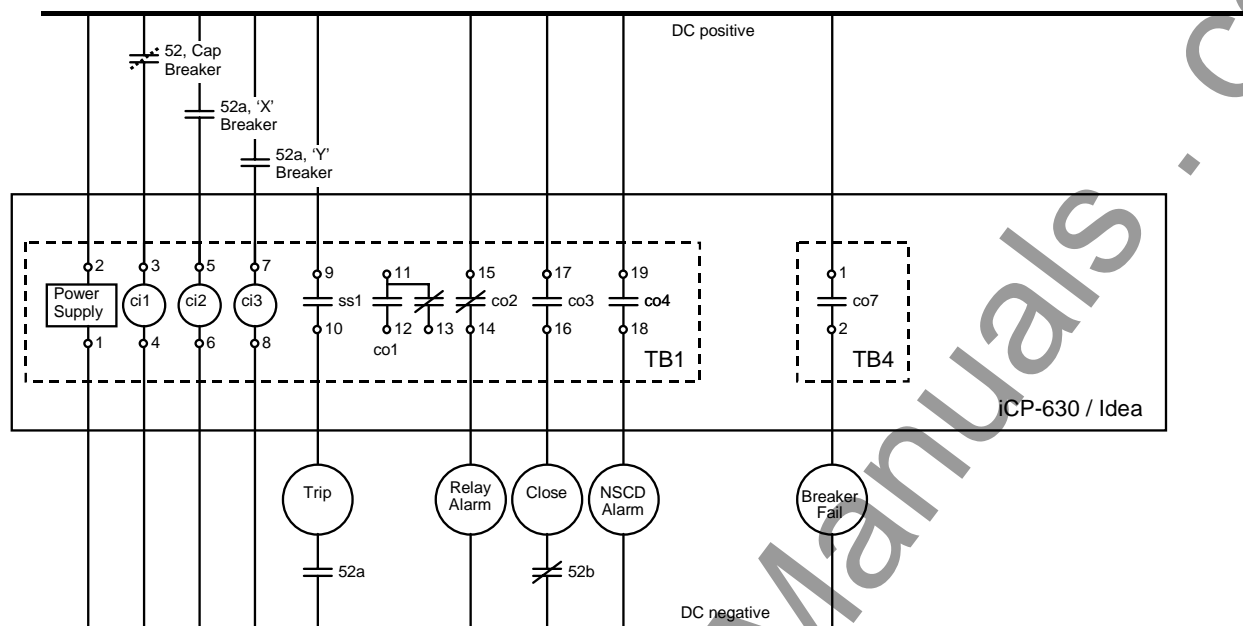 DC positive
52, Cap
Breaker
52a, ‘X’
Breaker
52a, ‘Y’
Breaker
2 3 5 7 9 11 15 17 19 1
Power
Supply
ci1 ci2 ci3 ss1 co2 co3 co4 co7
1 4 6 8 10 12 13 14 16 18 2
co1
TB1 TB4
iCP-630 / Idea
Trip
Relay
Alarm
Close
NSCD
Alarm
Breaker
Fail
52a 52b
DC negative
Manuals . c